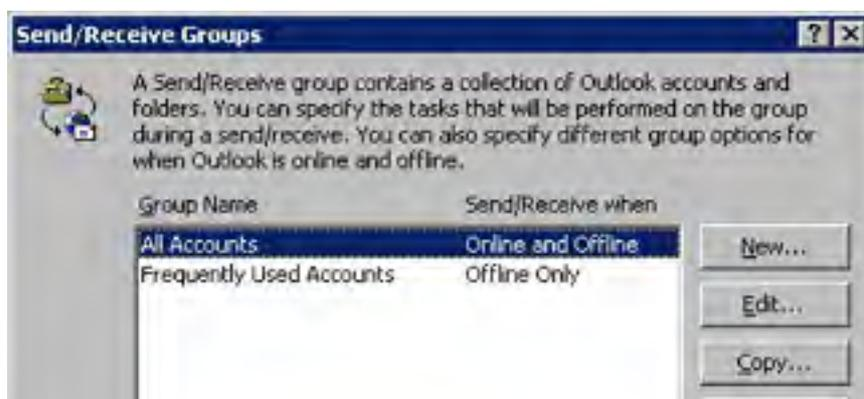 Send/Receive Groups
A Send/Receive group contains a collection of Outlook accounts and
folders. You can specify the tasks that will be performed on the group
during a send/receive. You can also specify different group options for
when Outlook is online and offline.
Group Name Send/Receive when
All Accounts Online and Offline
Frequently Used Accounts Offline Only
New...
Edit...
Copy...